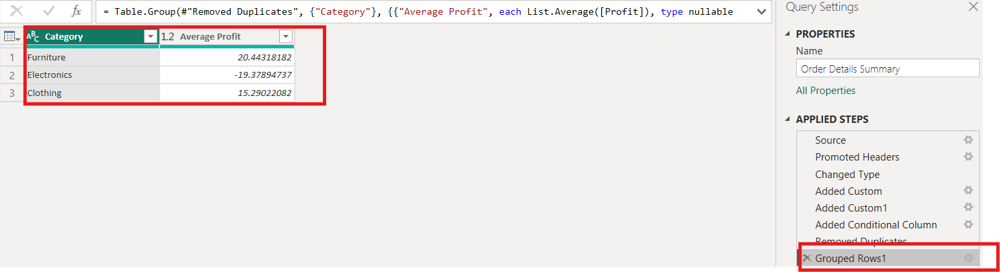 = Table.Group(#"Removed Duplicates", {"Category"}, {{"Average Profit", each List.Average([Profit]), type nullable
Query Settings
fx
ABC Category
1.2 Average Profit
1 Furniture 20.44318182
2 Electronics -19.37894737
3 Clothing 15.29022082
PROPERTIES
Name
Order Details Summary
All Properties
APPLIED STEPS
Source
Promoted Headers
Changed Type
Added Custom
Added Custom1
Added Conditional Column
Removed Duplicates
Grouped Rows1